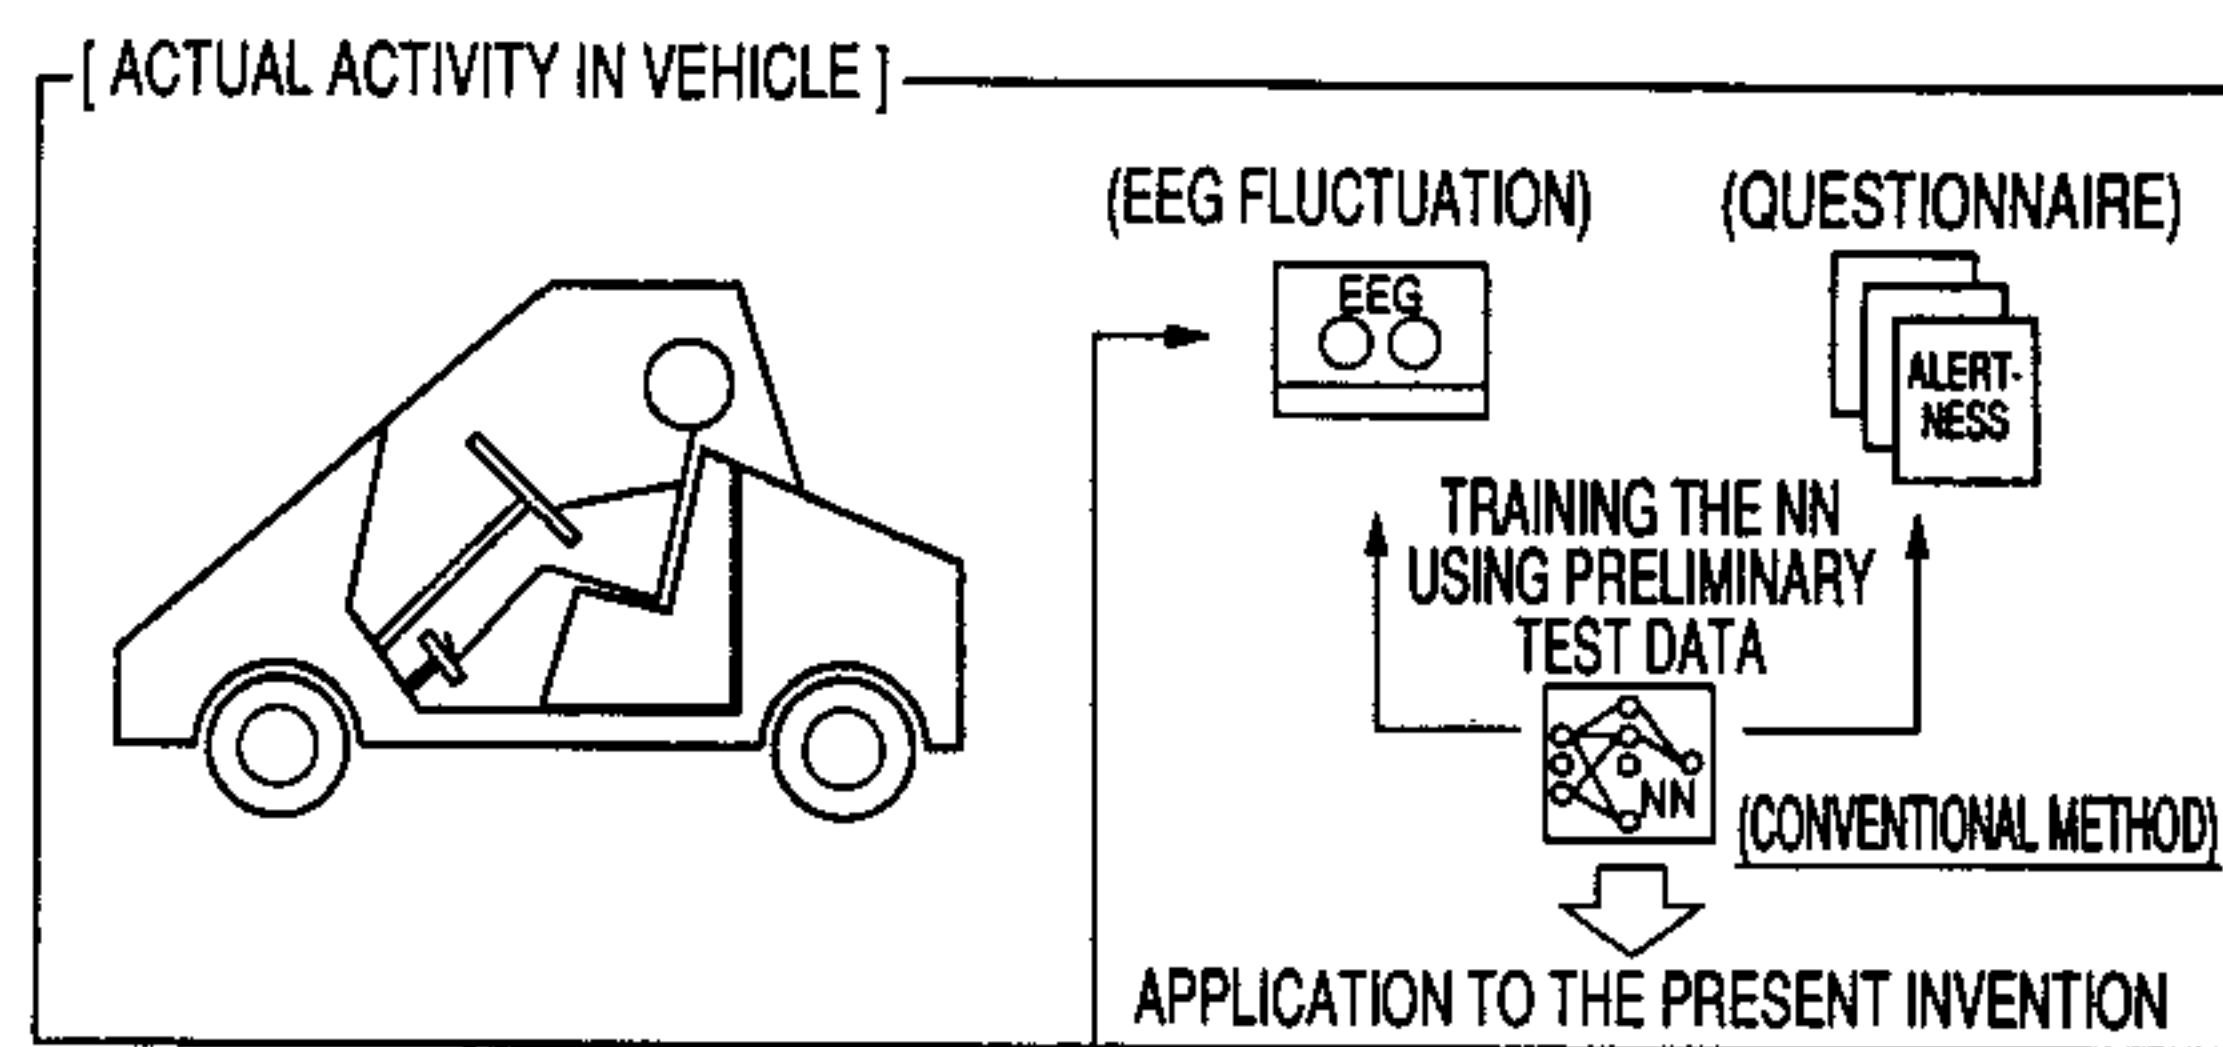 [ ACTUAL ACTIVITY IN VEHICLE ]
(EEG FLUCTUATION)
(QUESTIONNAIRE)
EEG
ALERT-
NESS
TRAINING THE NN
USING PRELIMINARY
TEST DATA
NN
(CONVENTIONAL METHOD)
APPLICATION TO THE PRESENT INVENTION